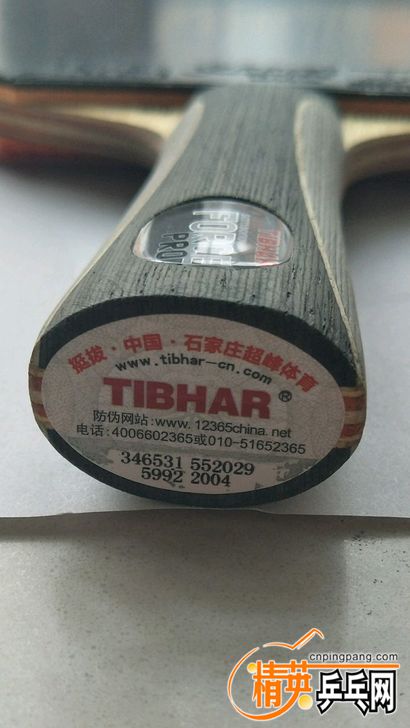 TIBHAR
FORCE
PRO
挺拔·中国·石家庄超峰体育
www.tibhar-cn.com
TIBHAR®
防伪网站:www.12365china.net
电话:4006602365或010-51652365
346531 552029
5992 2004
cnpingpang.com
精英乒乓网